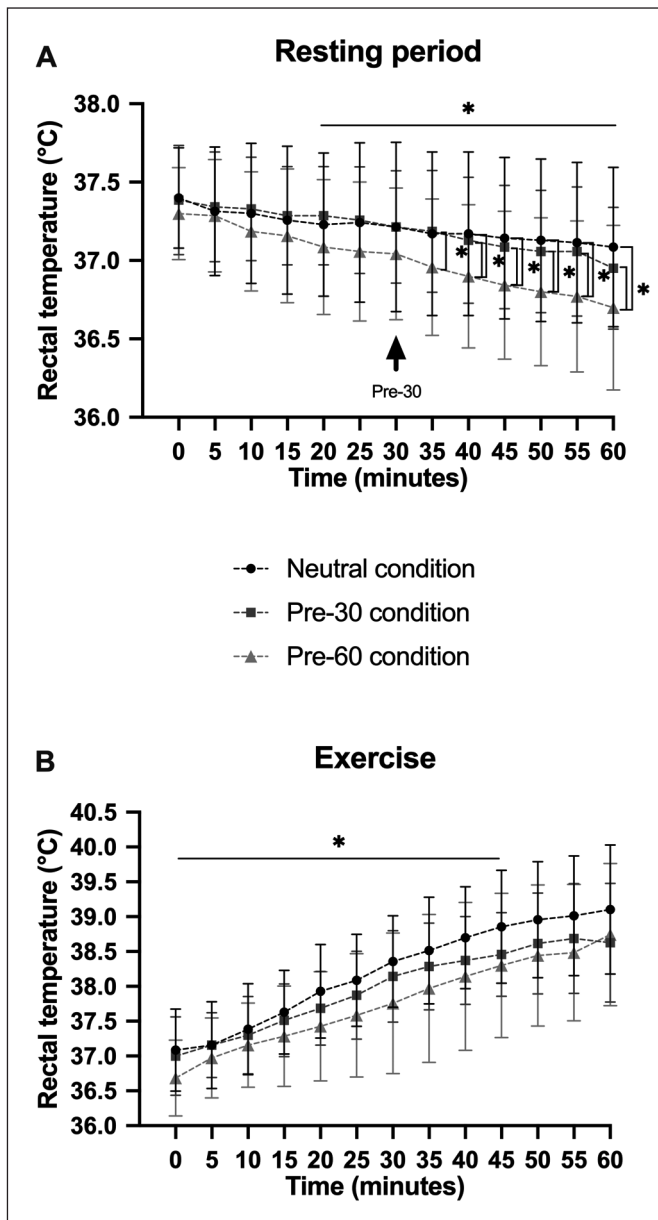 A
Resting period
Rectal temperature (°C)
38.0
37.5
37.0
36.5
36.0
*
* * * * * *
Pre-30
0 5 10 15 20 25 30 35 40 45 50 55 60
Time (minutes)
Neutral condition
Pre-30 condition
Pre-60 condition
B
Exercise
Rectal temperature (°C)
40.5
40.0
39.5
39.0
38.5
38.0
37.5
37.0
36.5
36.0
*
0 5 10 15 20 25 30 35 40 45 50 55 60
Time (minutes)